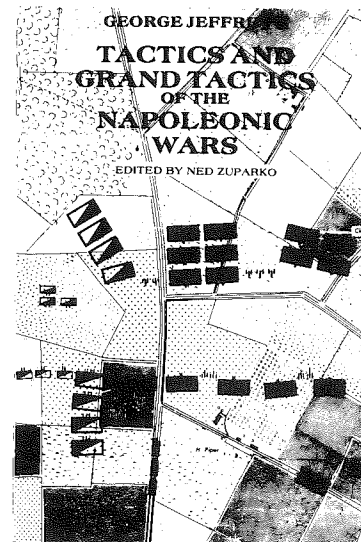 GEORGE
TACTICS AND
GRAND TACTICS
OF THE
NAPOLEONIC
WARS
EDITED BY NED ZUPARKO